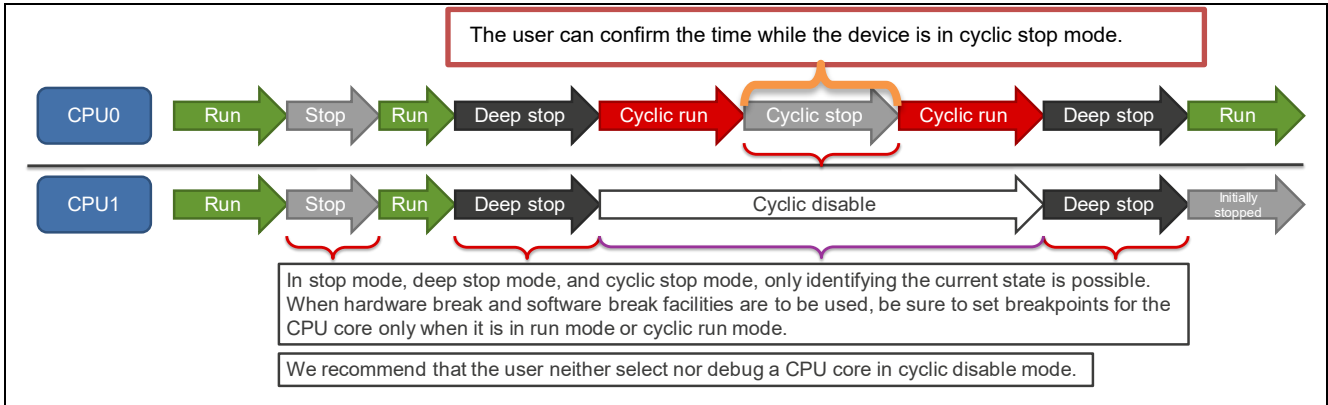 The user can confirm the time while the device is in cyclic stop mode.
CPU0
Run
Stop
Run
Deep stop
Cyclic run
Cyclic stop
Cyclic run
Deep stop
Run
CPU1
Run
Stop
Run
Deep stop
Cyclic disable
Deep stop
Initially
stopped
In stop mode, deep stop mode, and cyclic stop mode, only identifying the current state is possible.
When hardware break and software break facilities are to be used, be sure to set breakpoints for the
CPU core only when it is in run mode or cyclic run mode.
We recommend that the user neither select nor debug a CPU core in cyclic disable mode.